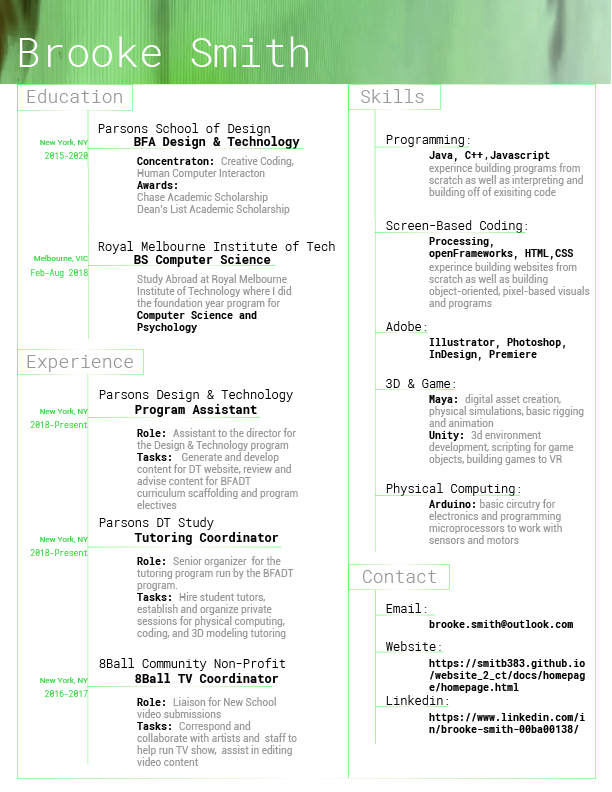 Brooke Smith
Education
Parsons School of Design
New York, NY
BFA Design & Technology
2015-2020
Concentraton: Creative Coding,
Human Computer Interacton
Awards:
Chase Academic Scholarship
Dean's List Academic Scholarship
Royal Melbourne Institute of Tech
Melbourne, VIC
BS Computer Science
Feb-Aug 2018
Study Abroad at Royal Melbourne
Institute of Technology where I did
the foundation year program for
Computer Science and
Psychology
Experience
Parsons Design & Technology
New York, NY
Program Assistant
2018-Present
Role: Assistant to the director for
the Design & Technology program
Tasks: Generate and develop
content for DT website, review and
advise content for BFADT
curriculum scaffolding and program
electives
Parsons DT Study
New York, NY
Tutoring Coordinator
2018-Present
Role: Senior organizer for the
tutoring program run by the BFADT
program.
Tasks: Hire student tutors,
establish and organize private
sessions for physical computing,
coding, and 3D modeling tutoring
8Ball Community Non-Profit
New York, NY
8Ball TV Coordinator
2016-2017
Role: Liaison for New School
video submissions
Tasks: Correspond and
collaborate with artists and staff to
help run TV show, assist in editing
video content
Skills
Programming:
Java, C++,Javascript
experince building programs from
scratch as well as interpreting and
building off of exisiting code
Screen-Based Coding:
Processing,
openFrameworks, HTML,CSS
experince building websites from
scratch as well as building
object-oriented, pixel-based visuals
and programs
Adobe:
Illustrator, Photoshop,
InDesign, Premiere
3D & Game:
Maya: digital asset creation,
physical simulations, basic rigging
and animation
Unity: 3d environment
development, scripting for game
objects, building games to VR
Physical Computing:
Arduino: basic circutry for
electronics and programming
microprocessors to work with
sensors and motors
Contact
Email:
brooke.smith@outlook.com
Website:
https://smitb383.github.io
/website_2_ct/docs/homepag
e/homepage.html
Linkedin:
https://www.linkedin.com/i
n/brooke-smith-00ba00138/